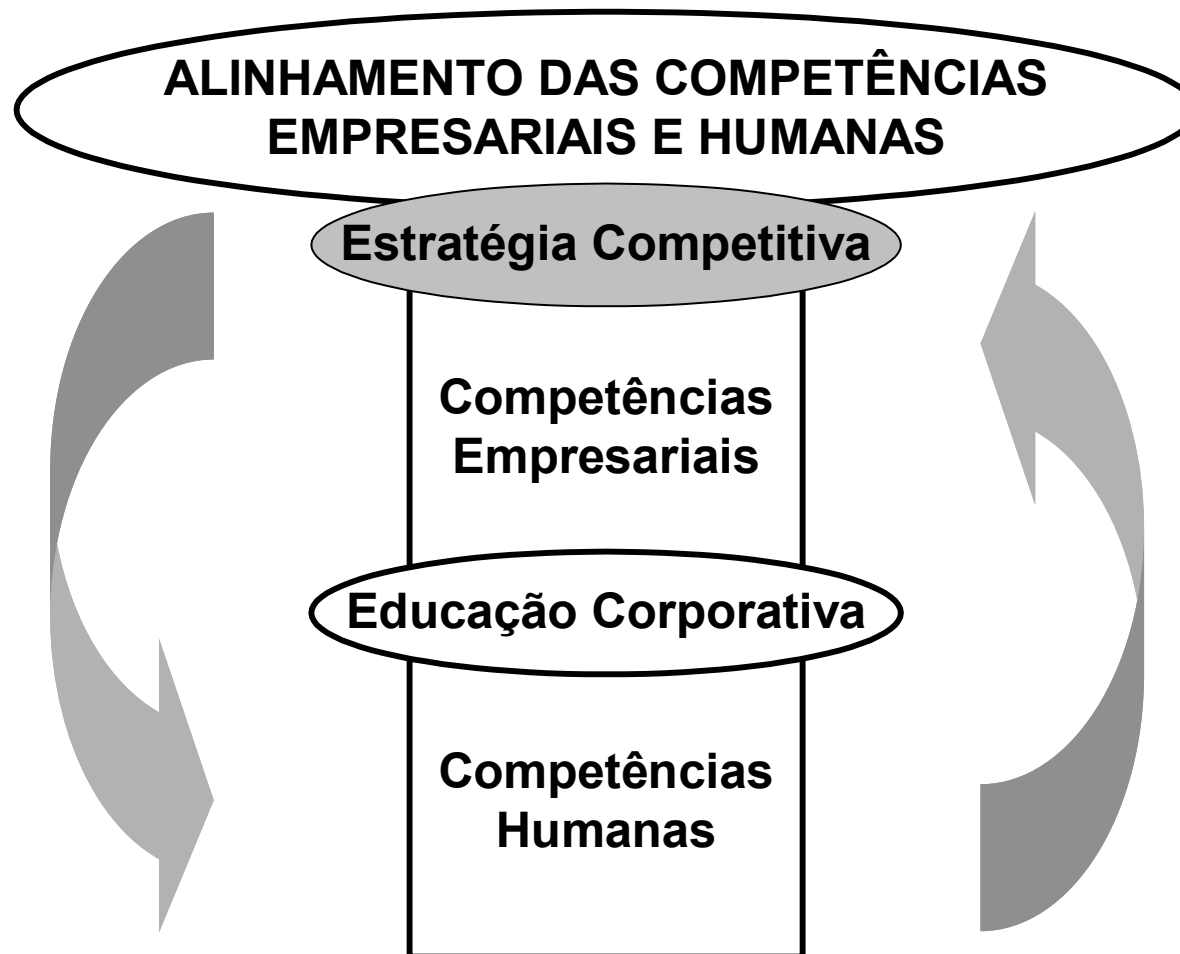 ALINHAMENTO DAS COMPETÊNCIAS
EMPRESARIAIS E HUMANAS
Estratégia Competitiva
Competências
Empresariais
Educação Corporativa
Competências
Humanas